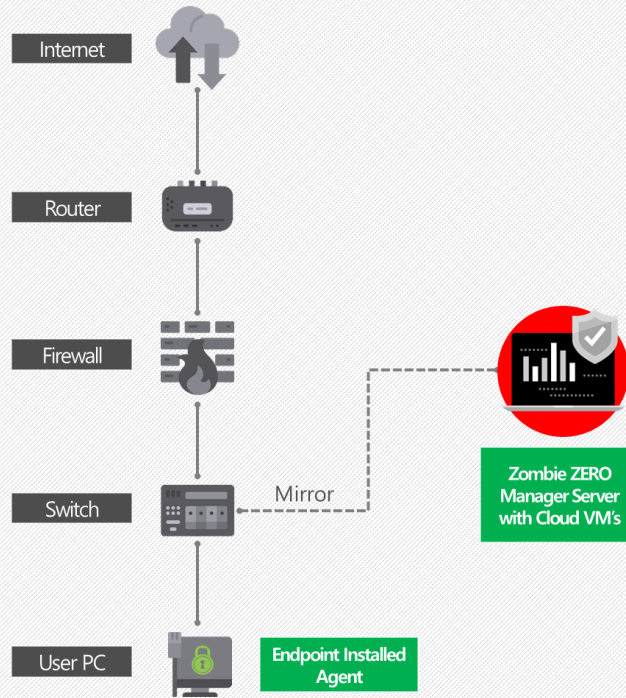 Internet
Router
Firewall
Switch
Mirror
Zombie ZERO
Manager Server
with Cloud VM's
User PC
Endpoint Installed
Agent